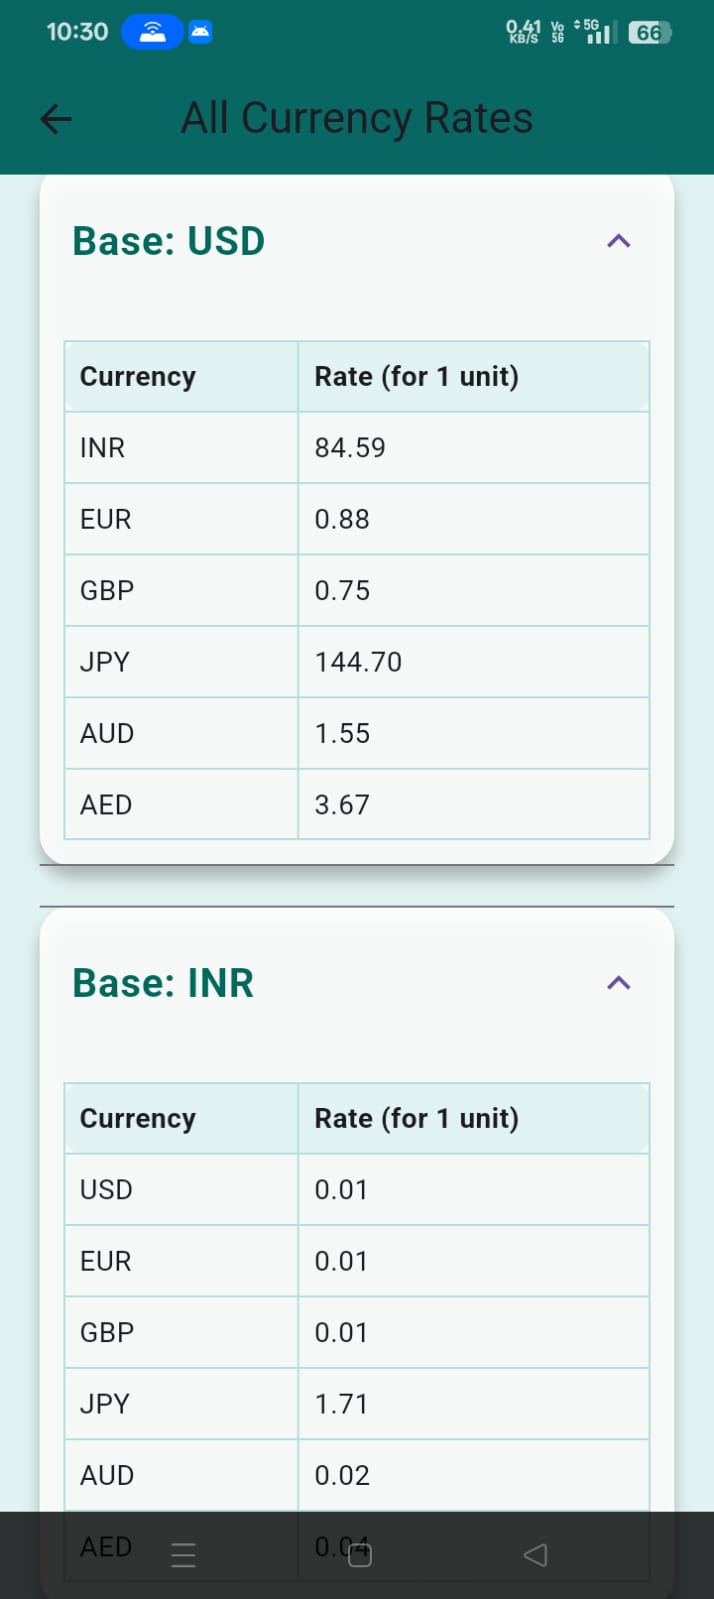 10:30 0.41 KB/S Vo 5G 5G 66
All Currency Rates
Base: USD
Currency Rate (for 1 unit)
INR 84.59
EUR 0.88
GBP 0.75
JPY 144.70
AUD 1.55
AED 3.67
Base: INR
Currency Rate (for 1 unit)
USD 0.01
EUR 0.01
GBP 0.01
JPY 1.71
AUD 0.02
AED 0.04